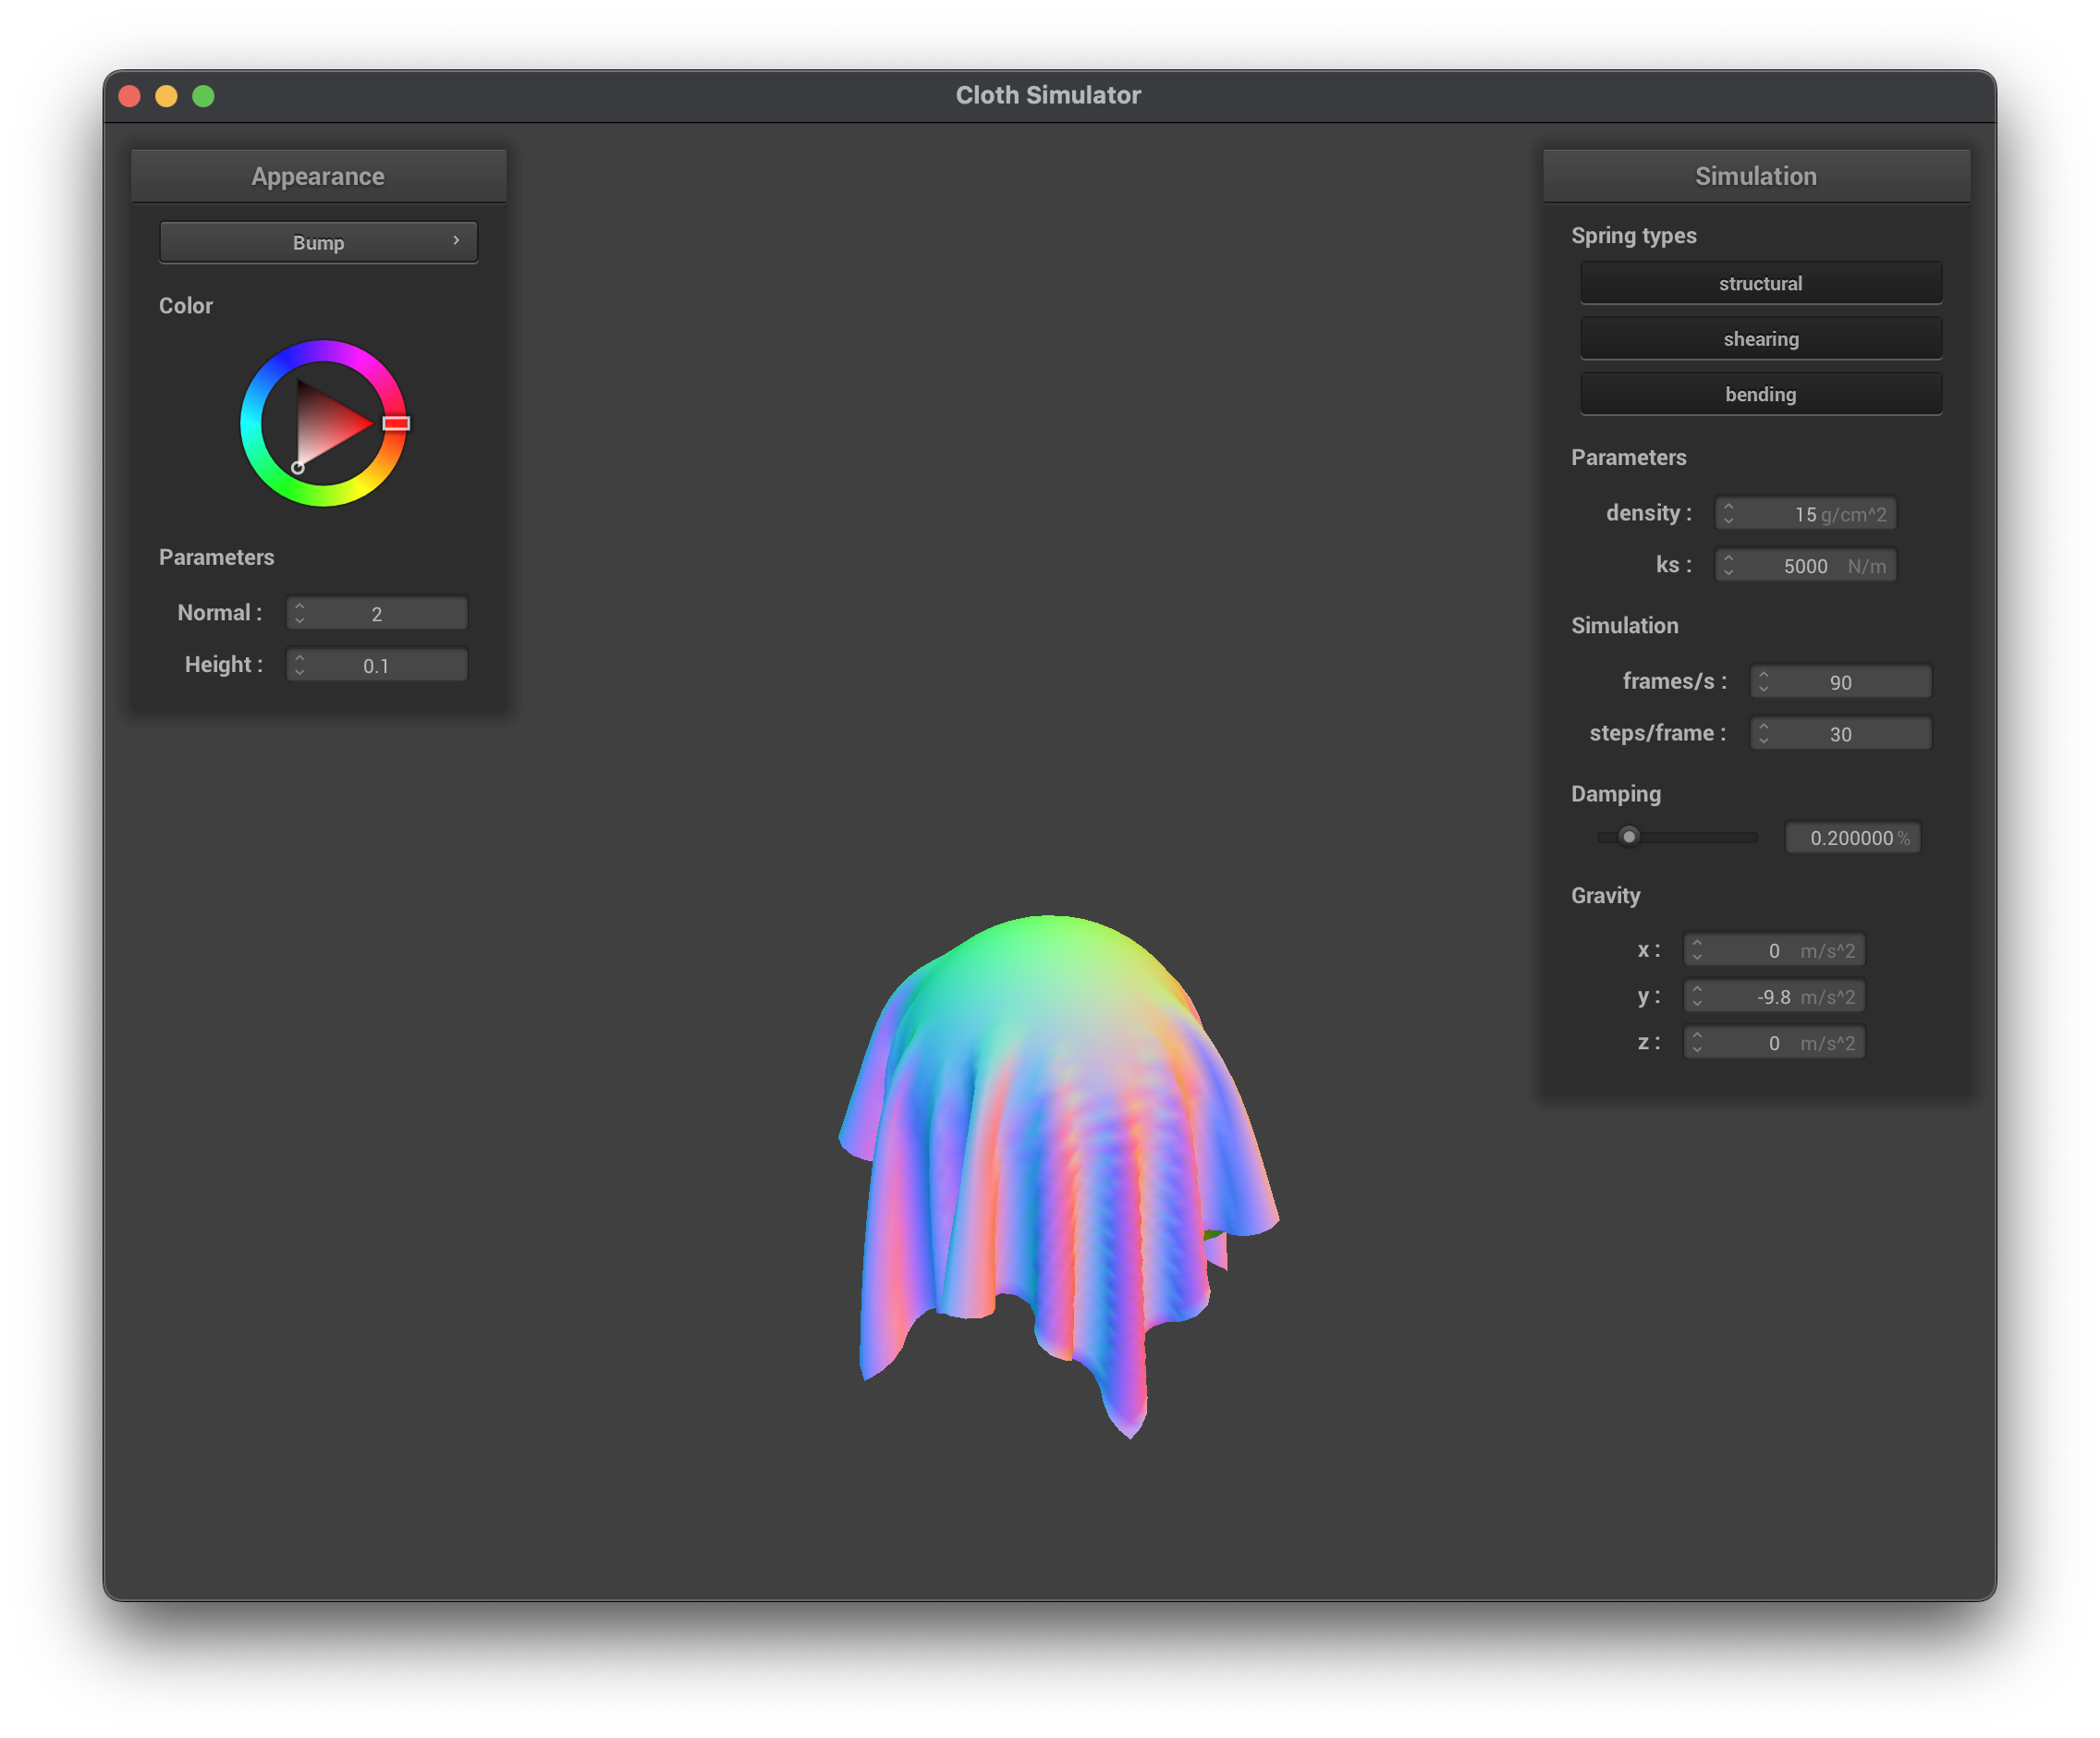 Cloth Simulator
Appearance
Bump
Color
Parameters
Normal : 2
Height : 0.1
Simulation
Spring types
structural
shearing
bending
Parameters
density : 15 g/cm^2
ks : 5000 N/m
Simulation
frames/s : 90
steps/frame : 30
Damping
0.200000 %
Gravity
x : 0 m/s^2
y : -9.8 m/s^2
z : 0 m/s^2